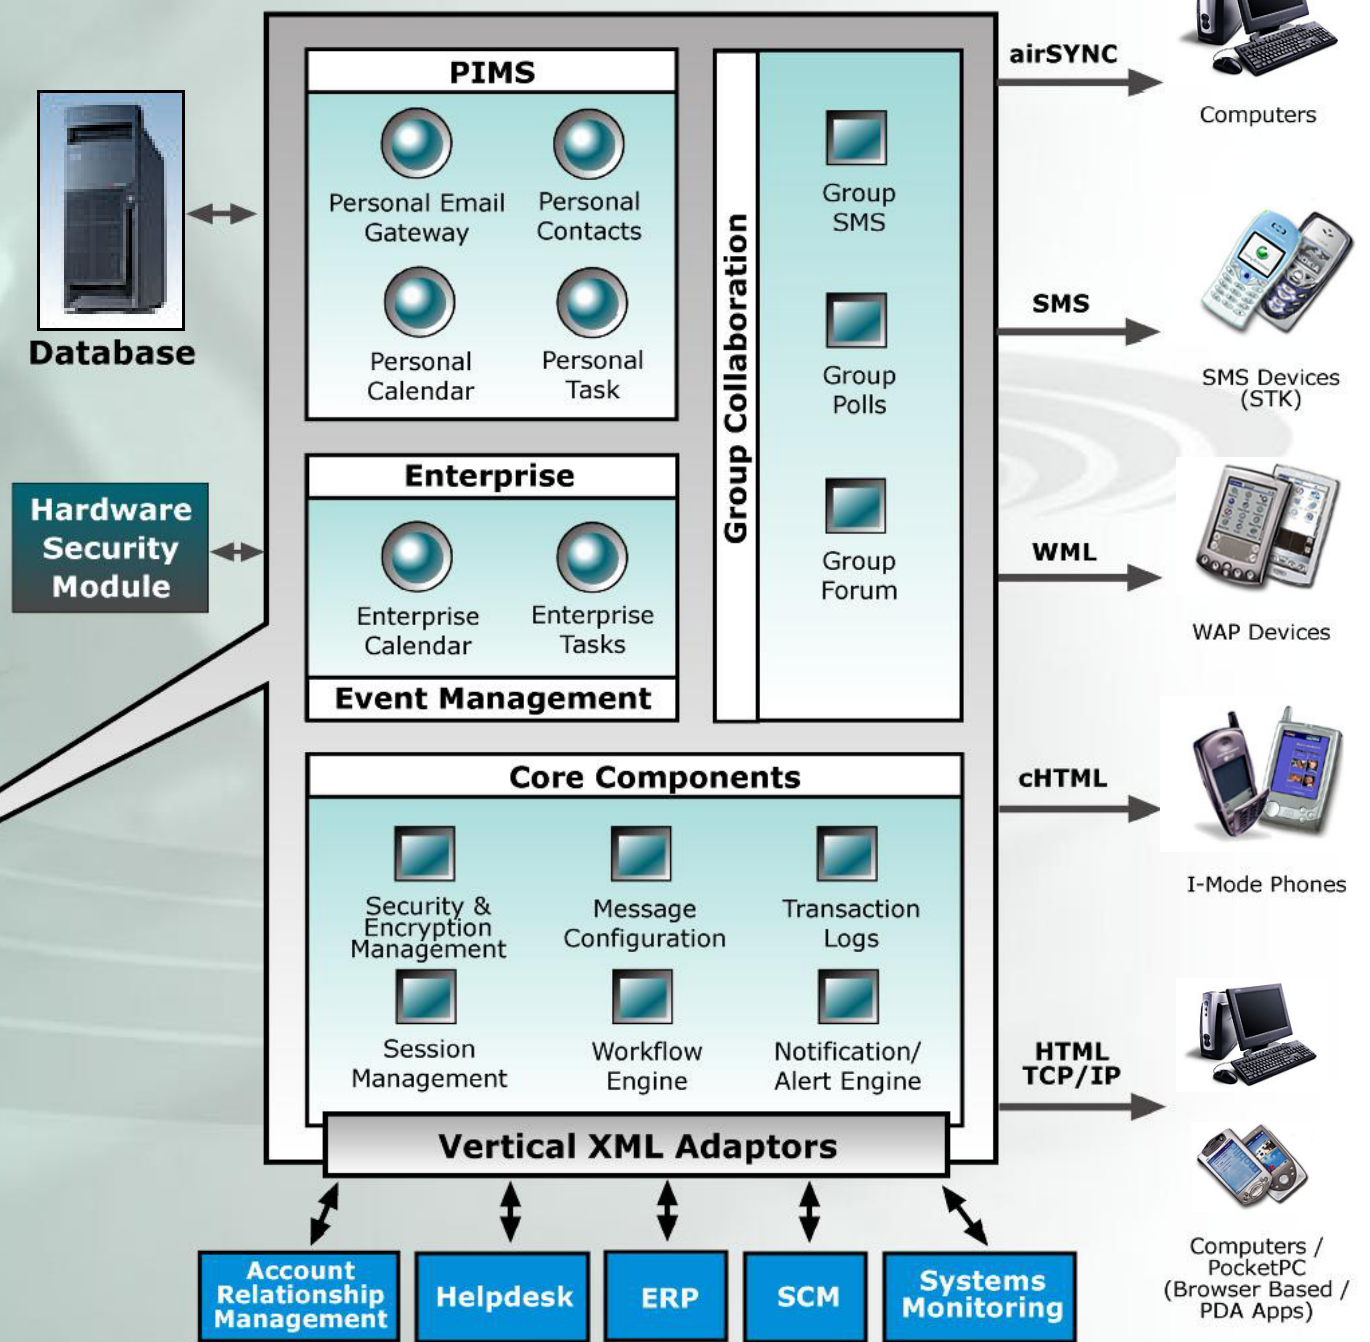 PIMS
Personal Email
Gateway
Personal
Contacts
Personal
Calendar
Personal
Task
Enterprise
Enterprise
Calendar
Enterprise
Tasks
Event Management
Group Collaboration
Group
SMS
Group
Polls
Group
Forum
Core Components
Security &
Encryption
Management
Message
Configuration
Transaction
Logs
Session
Management
Workflow
Engine
Notification/
Alert Engine
Vertical XML Adaptors
Database
Hardware
Security
Module
airSYNC
Computers
SMS
SMS Devices
(STK)
WML
WAP Devices
cHTML
I-Mode Phones
HTML
TCP/IP
Computers /
PocketPC
(Browser Based /
PDA Apps)
Account
Relationship
Management
Helpdesk
ERP
SCM
Systems
Monitoring